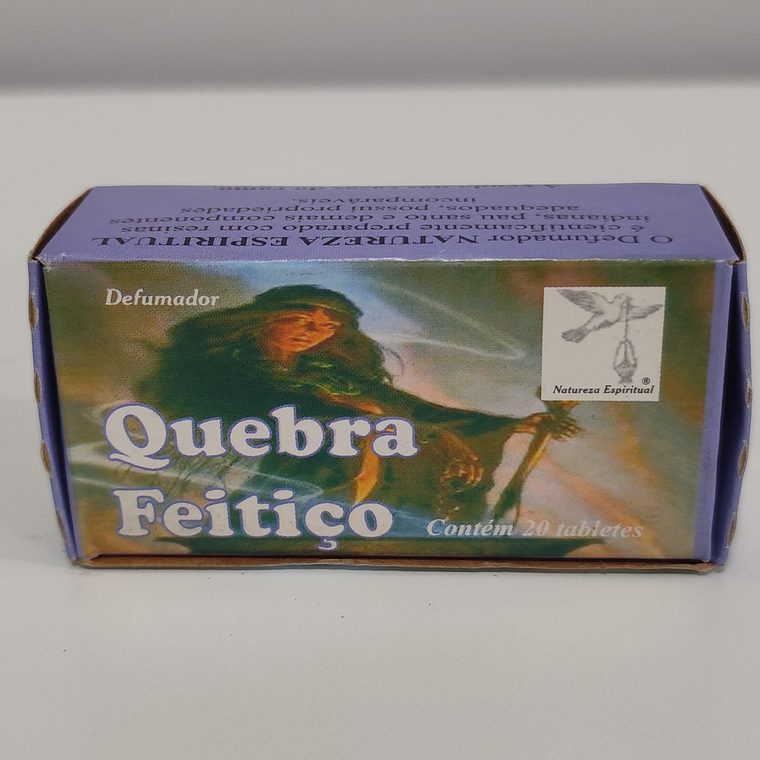 O Defumador NATUREZA ESPIRITUAL
é cientificamente preparado com resinas
indianas, pau santo e demais componentes
adequados, possui propriedades
incomparáveis.
Defumador
Natureza Espiritual ®
Quebra
Feitiço
Contém 20 tabletes